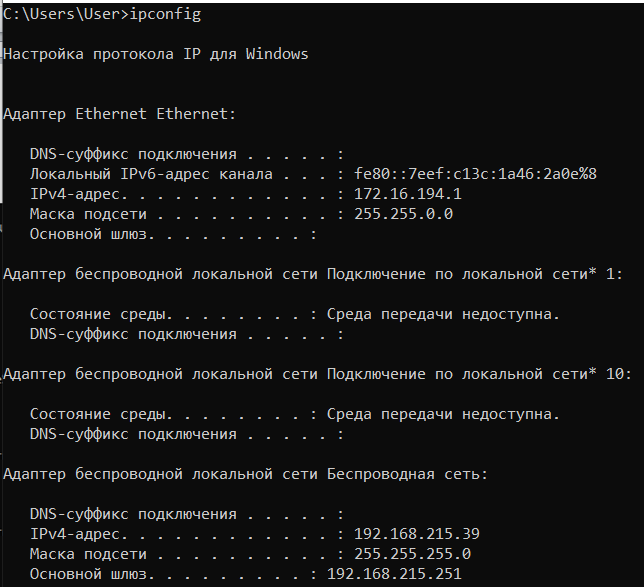 C:\Users\User>ipconfig
Настройка протокола IP для Windows
Адаптер Ethernet Ethernet:
DNS-суффикс подключения . . . . . :
Локальный IPv6-адрес канала . . . : fe80::7eef:c13c:1a46:2a0e%8
IPv4-адрес. . . . . . . . . . . . : 172.16.194.1
Маска подсети . . . . . . . . . . : 255.255.0.0
Основной шлюз. . . . . . . . . :
Адаптер беспроводной локальной сети Подключение по локальной сети* 1:
Состояние среды. . . . . . . . : Среда передачи недоступна.
DNS-суффикс подключения . . . . . :
Адаптер беспроводной локальной сети Подключение по локальной сети* 10:
Состояние среды. . . . . . . . : Среда передачи недоступна.
DNS-суффикс подключения . . . . . :
Адаптер беспроводной локальной сети Беспроводная сеть:
DNS-суффикс подключения . . . . . :
IPv4-адрес. . . . . . . . . . . . : 192.168.215.39
Маска подсети . . . . . . . . . . : 255.255.255.0
Основной шлюз. . . . . . . . . : 192.168.215.251